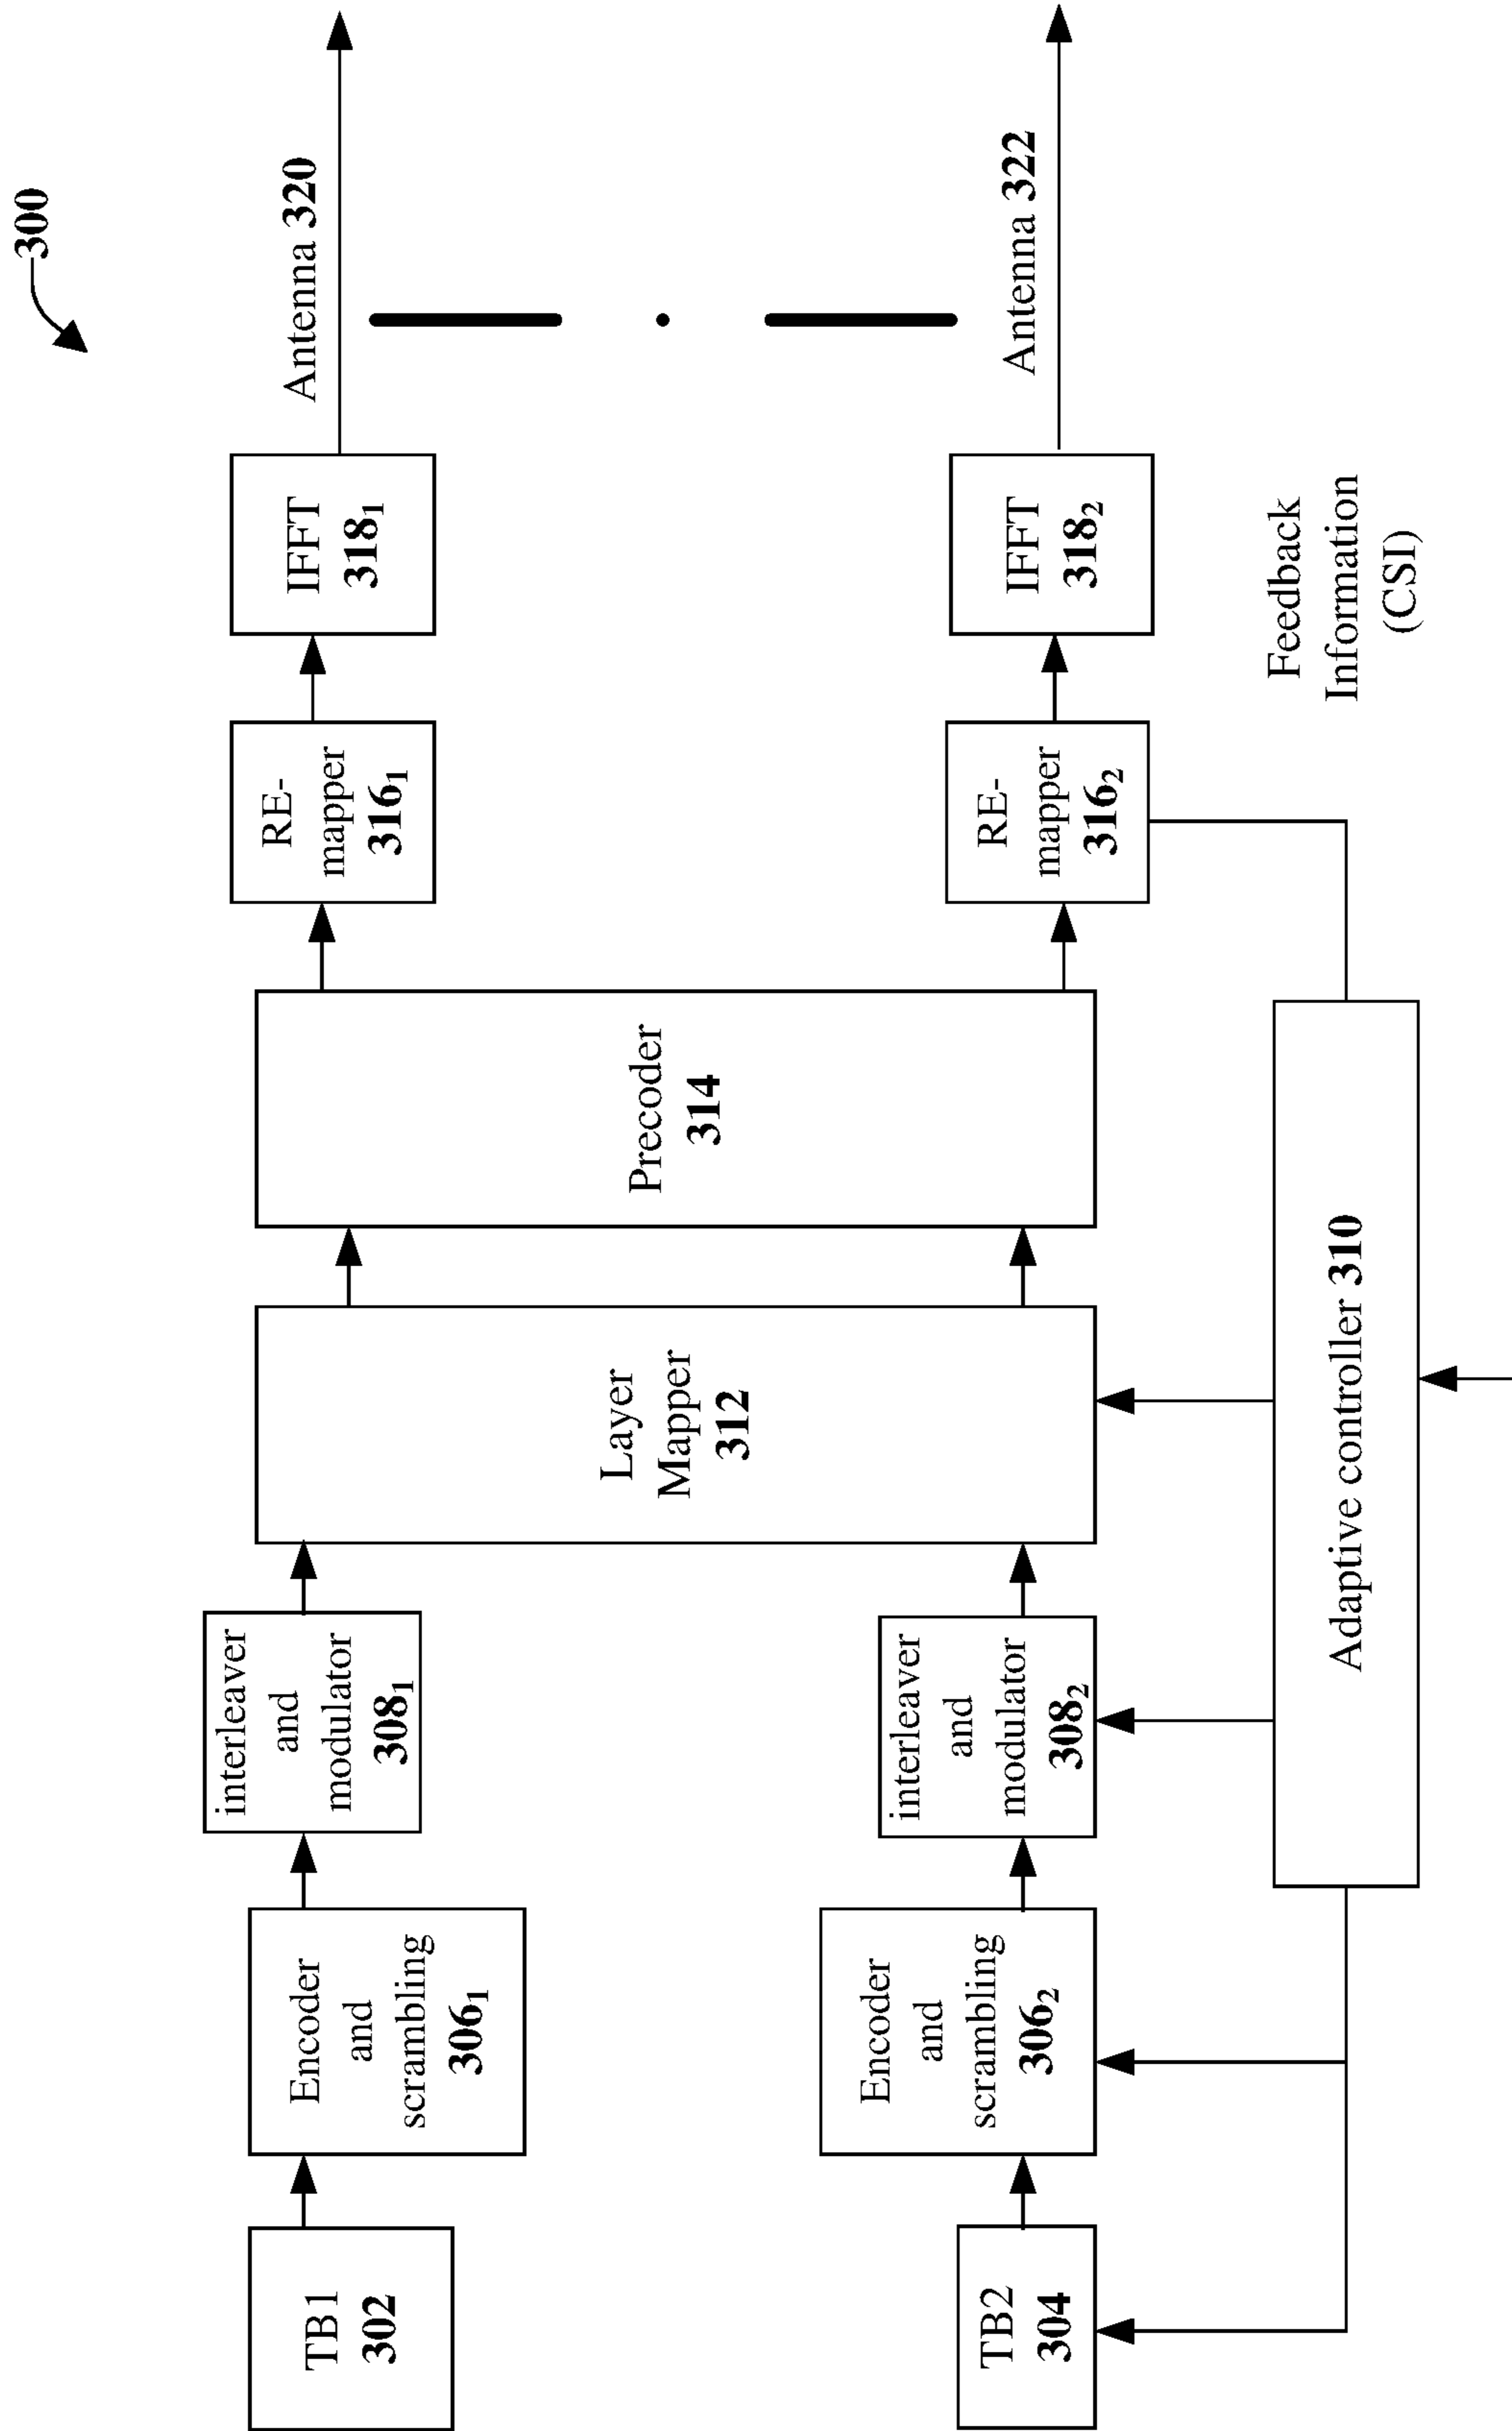 300
TB1
302
Encoder
and
scrambling
306₁
interleaver
and
modulator
308₁
Layer
Mapper
312
Precoder
314
RE-
mapper
316₁
IFFT
318₁
Antenna 320
TB2
304
Encoder
and
scrambling
306₂
interleaver
and
modulator
308₂
RE-
mapper
316₂
IFFT
318₂
Antenna 322
Adaptive controller 310
Feedback
Information
(CSI)